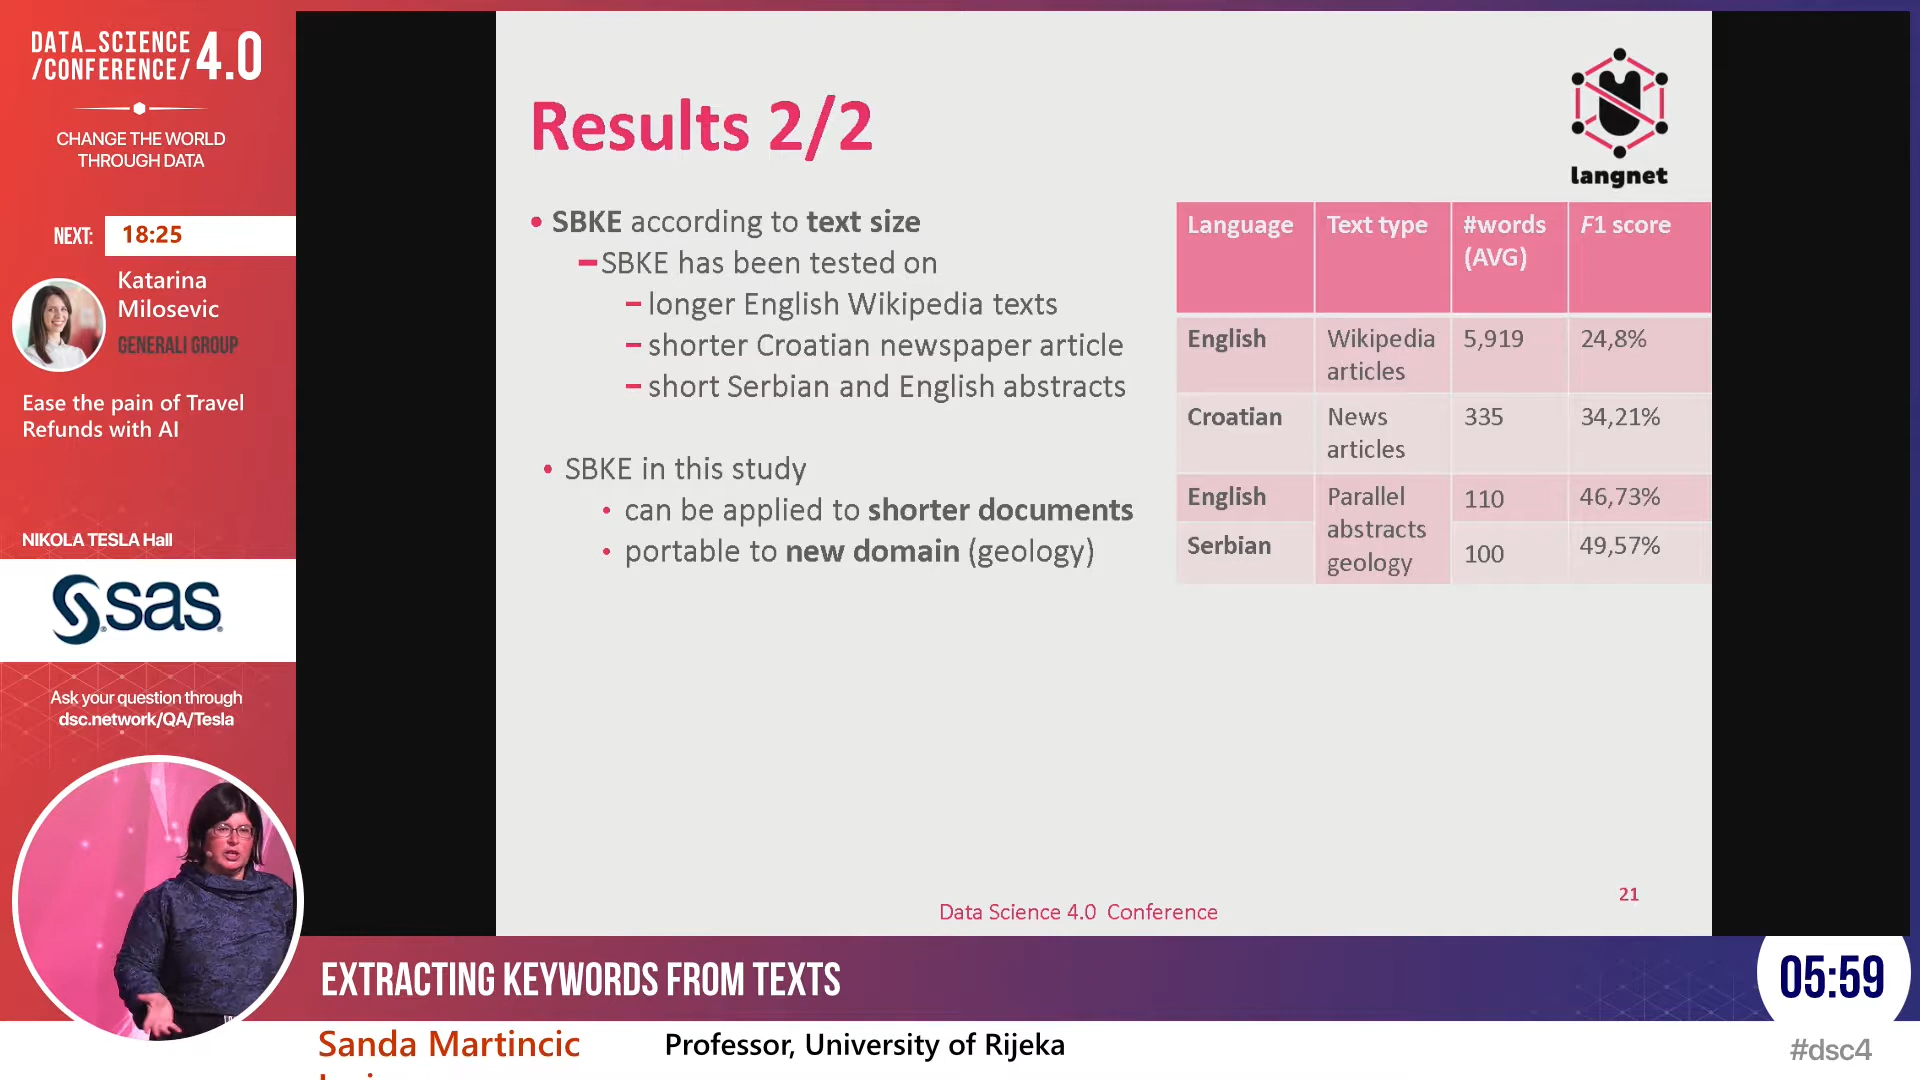 DATA_SCIENCE
/CONFERENCE/ 4.0
CHANGE THE WORLD
THROUGH DATA
NEXT: 18:25
Katarina
Milosevic
GENERALI GROUP
Ease the pain of Travel
Refunds with AI
NIKOLA TESLA Hall
sas
Ask your question through
dsc.network/QA/Tesla
Results 2/2
langnet
• SBKE according to text size
– SBKE has been tested on
– longer English Wikipedia texts
– shorter Croatian newspaper article
– short Serbian and English abstracts
• SBKE in this study
• can be applied to shorter documents
• portable to new domain (geology)
Language Text type #words (AVG) F1 score
English Wikipedia articles 5,919 24,8%
Croatian News articles 335 34,21%
English Parallel abstracts geology 110 46,73%
Serbian 100 49,57%
21
Data Science 4.0 Conference
EXTRACTING KEYWORDS FROM TEXTS
05:59
Sanda Martincic
Professor, University of Rijeka
#dsc4